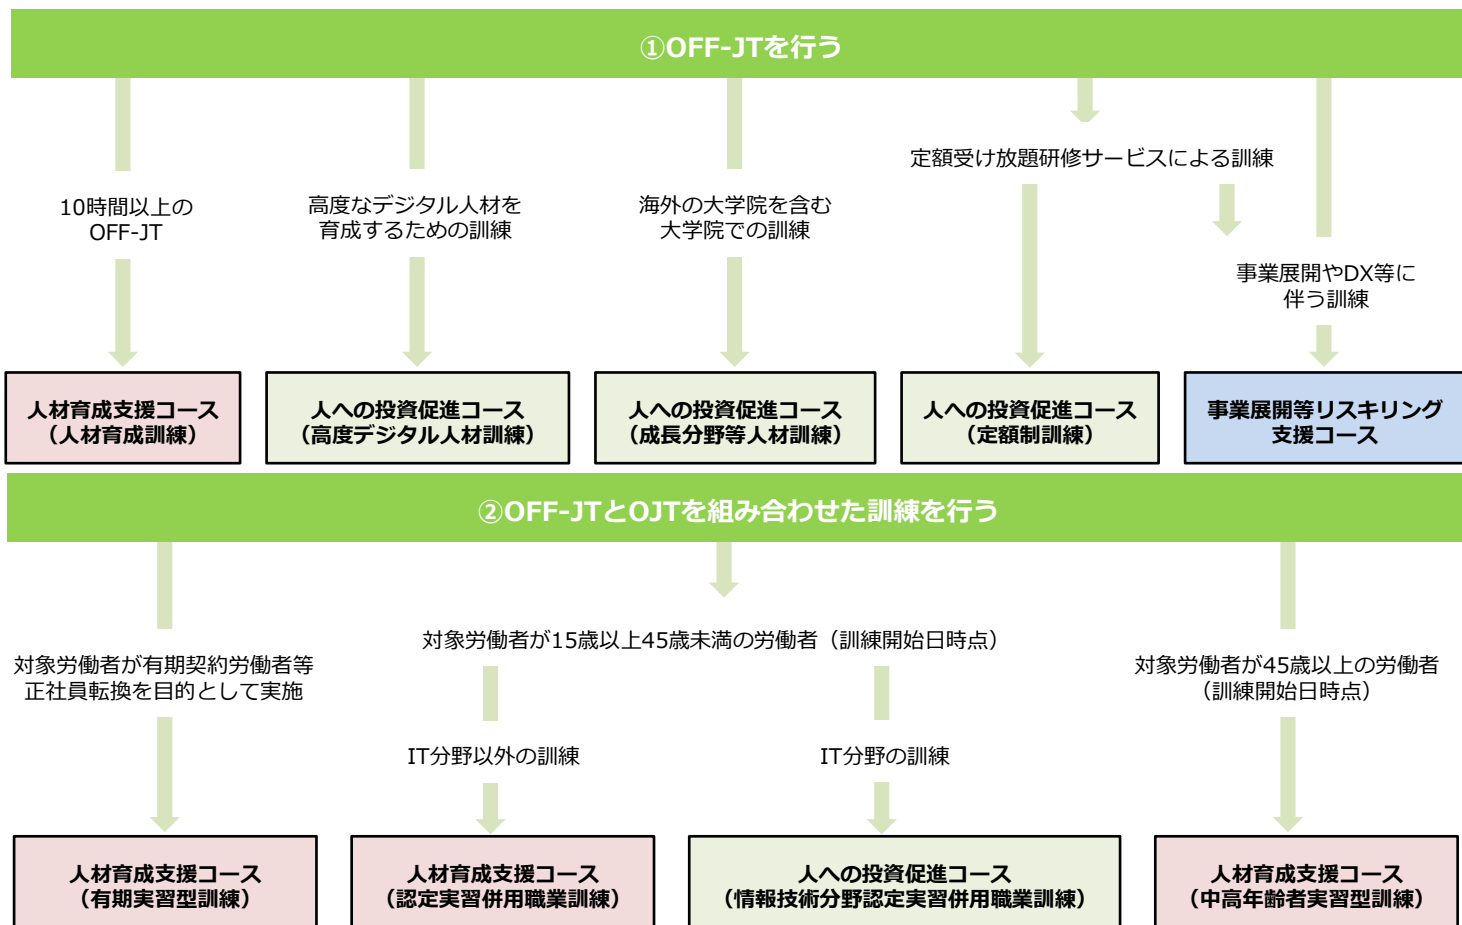 ①OFF-JTを行う
10時間以上の
OFF-JT
高度なデジタル人材を
育成するための訓練
海外の大学院を含む
大学院での訓練
定額受け放題研修サービスによる訓練
事業展開やDX等に
伴う訓練
人材育成支援コース
（人材育成訓練）
人への投資促進コース
（高度デジタル人材訓練）
人への投資促進コース
（成長分野等人材訓練）
人への投資促進コース
（定額制訓練）
事業展開等リスキリング
支援コース
②OFF-JTとOJTを組み合わせた訓練を行う
対象労働者が有期契約労働者等
正社員転換を目的として実施
対象労働者が15歳以上45歳未満の労働者（訓練開始日時点）
IT分野以外の訓練
IT分野の訓練
対象労働者が45歳以上の労働者
（訓練開始日時点）
人材育成支援コース
（有期実習型訓練）
人材育成支援コース
（認定実習併用職業訓練）
人への投資促進コース
（情報技術分野認定実習併用職業訓練）
人材育成支援コース
（中高年齢者実習型訓練）